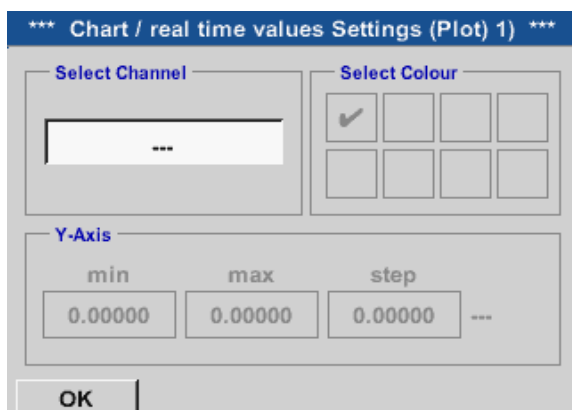 *** Chart / real time values Settings (Plot) 1) ***
Select Channel
Select Colour
---
Y-Axis
min max step
0.00000 0.00000 0.00000 ---
OK